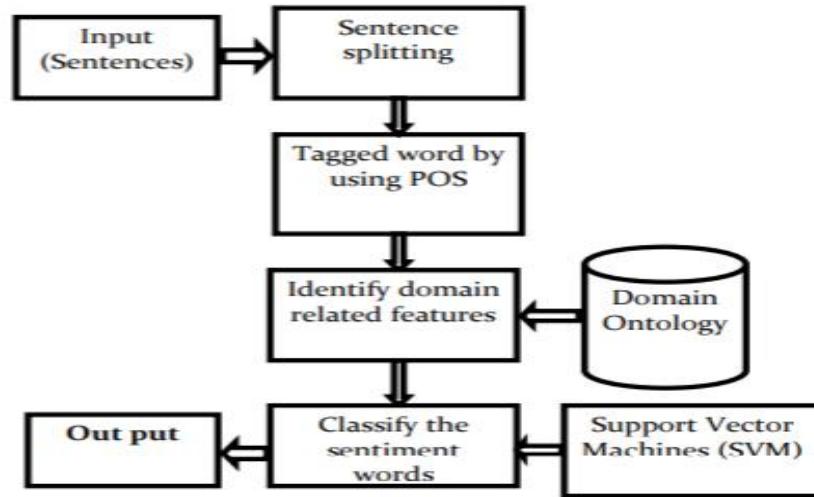 Input
(Sentences)
Sentence
splitting
Tagged word by
using POS
Identify domain
related features
Domain
Ontology
Classify the
sentiment
words
Support Vector
Machines (SVM)
Out put